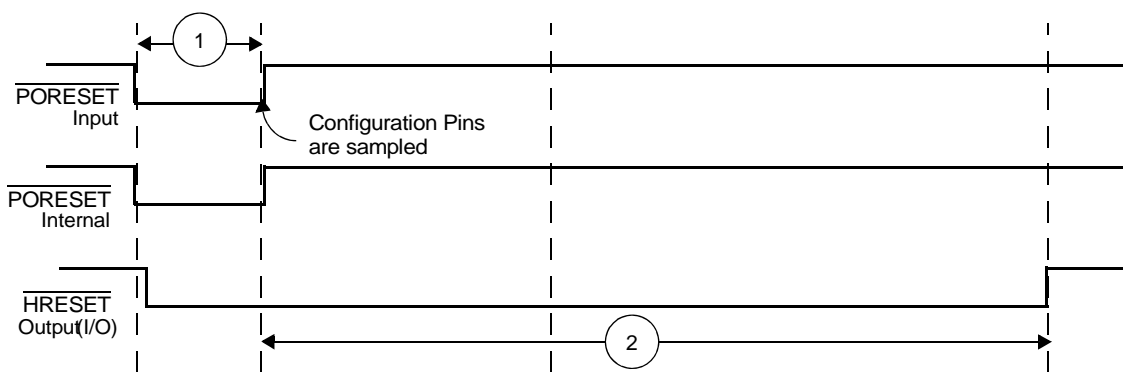 1
PORESET
Input
Configuration Pins
are sampled
PORESET
Internal
HRESET
Output(I/O)
2